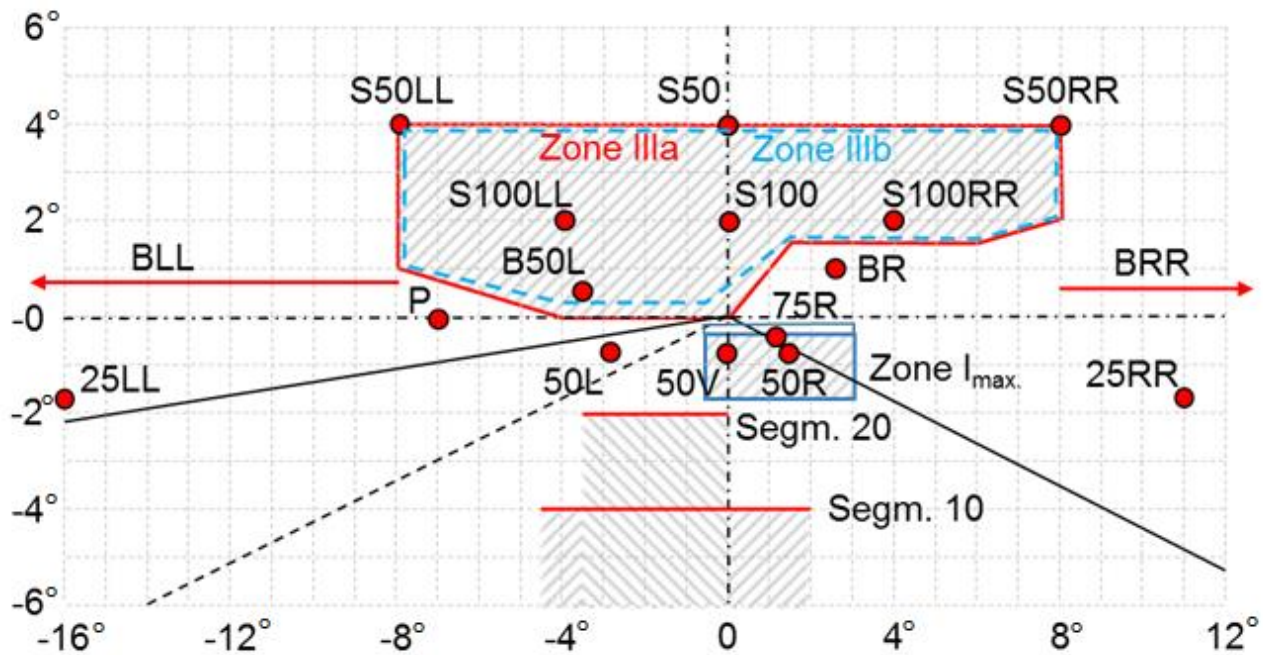 6°
S50LL
S50
S50RR
4°
Zone IIIa
Zone IIIb
S100LL
S100
S100RR
2°
BLL
B50L
BR
BRR
P
75R
-0
25LL
50L
50V
50R
Zone Imax.
25RR
-2°
Segm. 20
-4°
Segm. 10
-6°
-16°
-12°
-8°
-4°
0
4°
8°
12°